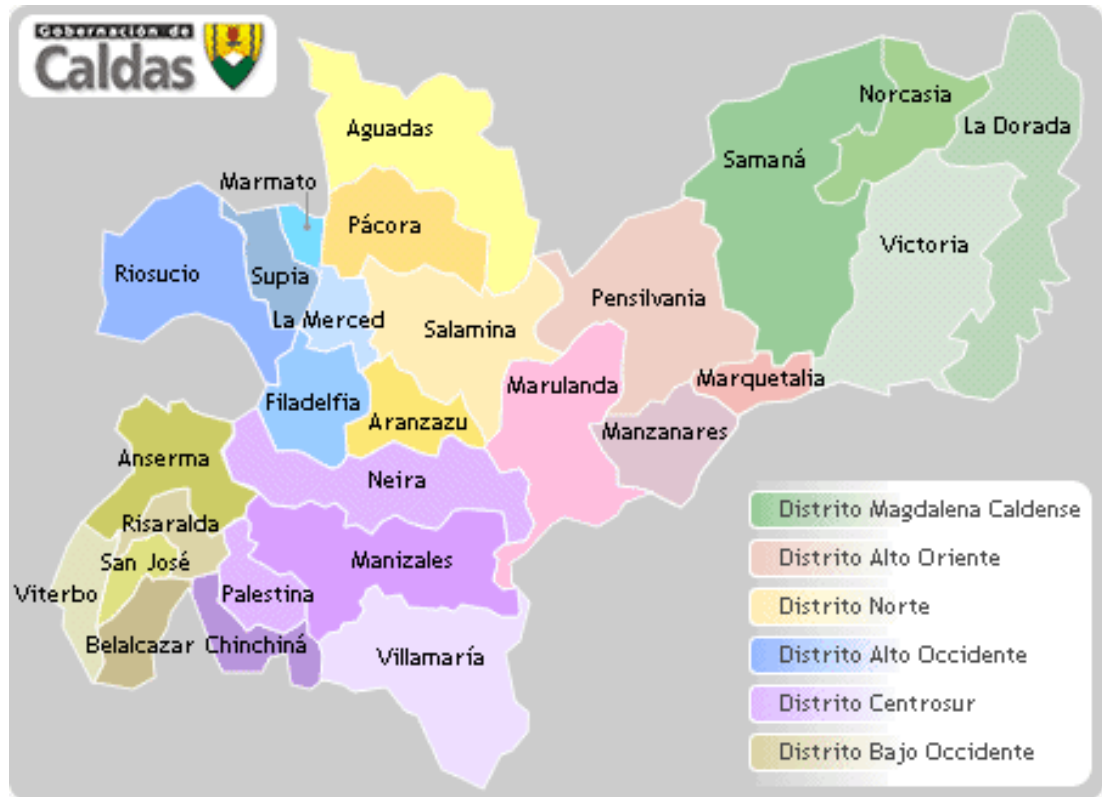 Gobernación de
Caldas
Norcasia
La Dorada
Aguadas
Samaná
Marmato
Pácora
Victoria
Riosucio
Supia
Pensilvania
La Merced
Salamina
Marquetalia
Marulanda
Filadelfia
Aranzazu
Manzanares
Anserma
Neira
Risaralda
San José
Manizales
Viterbo
Palestina
Belalcazar
Chinchiná
Villamaría
Distrito Magdalena Caldense
Distrito Alto Oriente
Distrito Norte
Distrito Alto Occidente
Distrito Centrosur
Distrito Bajo Occidente